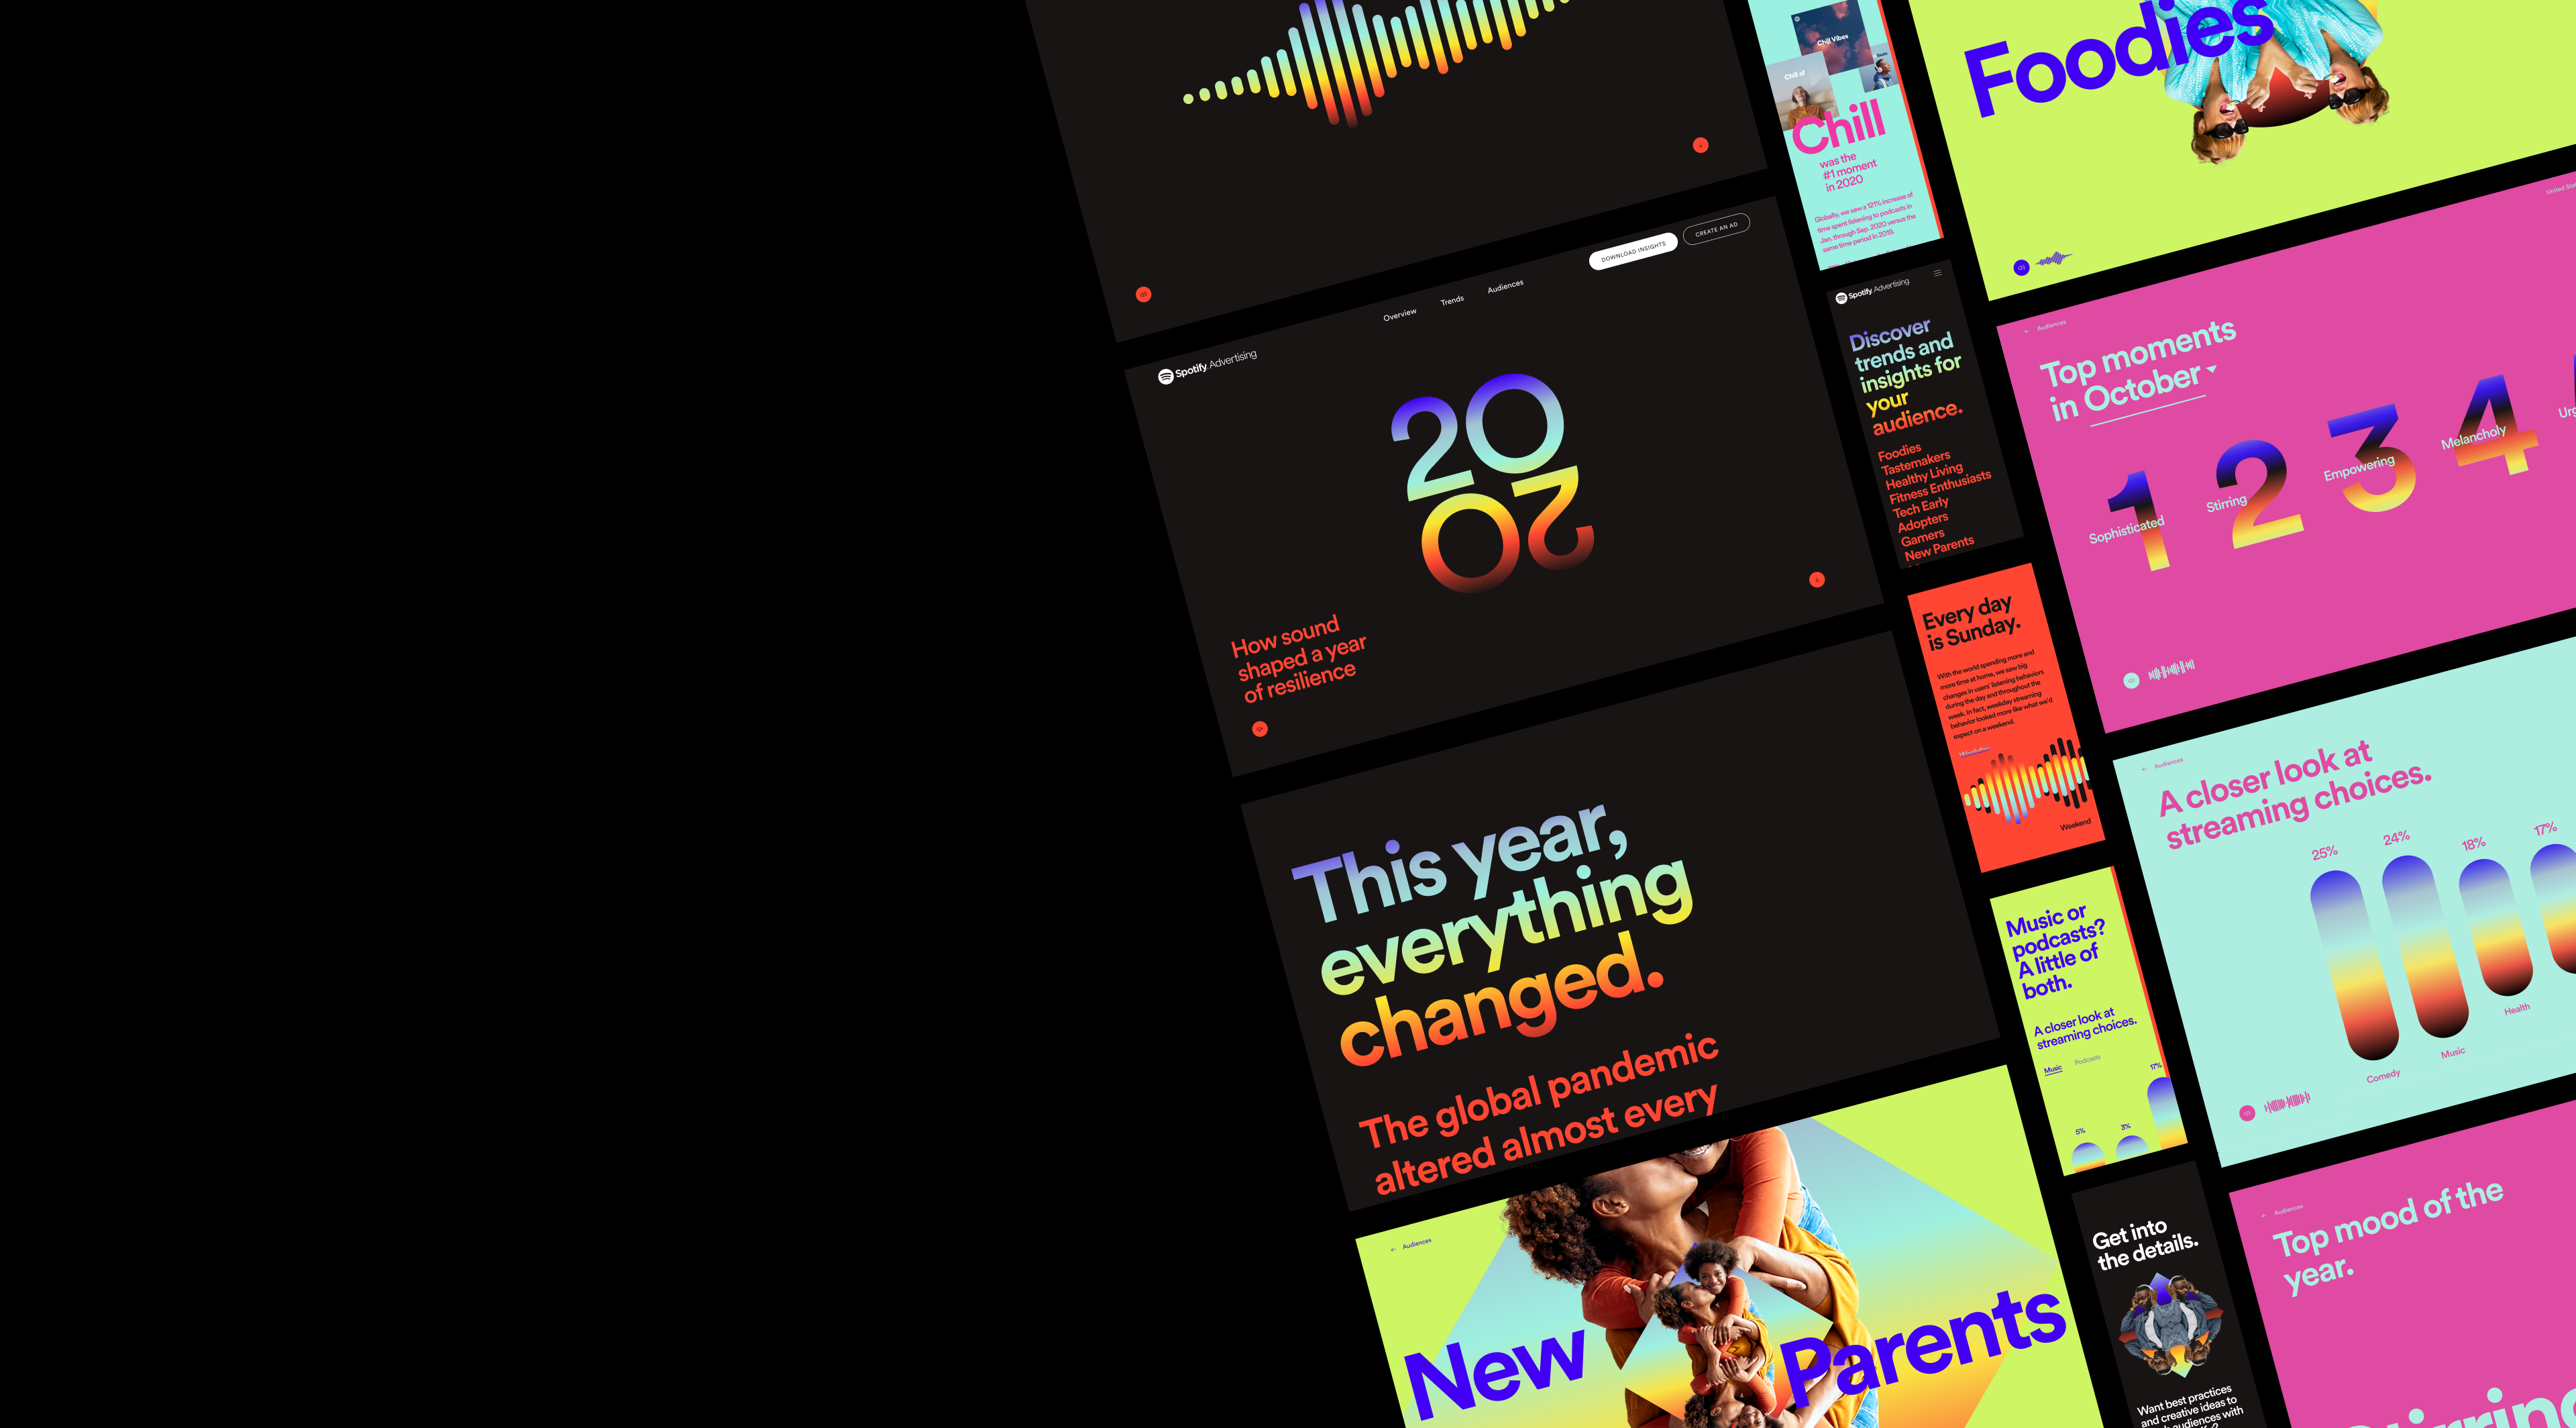 Spotify Advertising
Overview
Trends
Audiences
DOWNLOAD INSIGHTS
CREATE AN AD
20
20
How sound
shaped a year
of resilience
This year,
everything
changed.
The global pandemic
altered almost every
← Audiences
New Parents
Chill Vibes
Chill
was the
#1 moment
in 2020
Globally, we saw a 121% increase of
time spent listening to podcasts in
Jan. through Sep. 2020 versus the
same time period in 2019.
Spotify Advertising
Discover
trends and
insights for
your
audience.
Foodies
Tastemakers
Healthy Living
Fitness Enthusiasts
Tech Early
Adopters
Gamers
New Parents
Every day
is Sunday.
With the world spending more and
more time at home, we saw big
changes in users' listening behaviors
during the day and throughout the
week. In fact, weekday streaming
behavior looked more like what we'd
expect on a weekend.
Weekend
Music or
podcasts?
A little of
both.
A closer look at
streaming choices.
Music
Podcasts
5%
3%
17%
Get into
the details.
Want best practices
and creative ideas to
audiences with
Foodies
← Audiences
United
Top moments
in October
1
Sophisticated
2
Stirring
3
Empowering
4
Melancholy
← Audiences
A closer look at
streaming choices.
25%
24%
18%
17%
Comedy
Music
Health
← Audiences
Top mood of the
year.